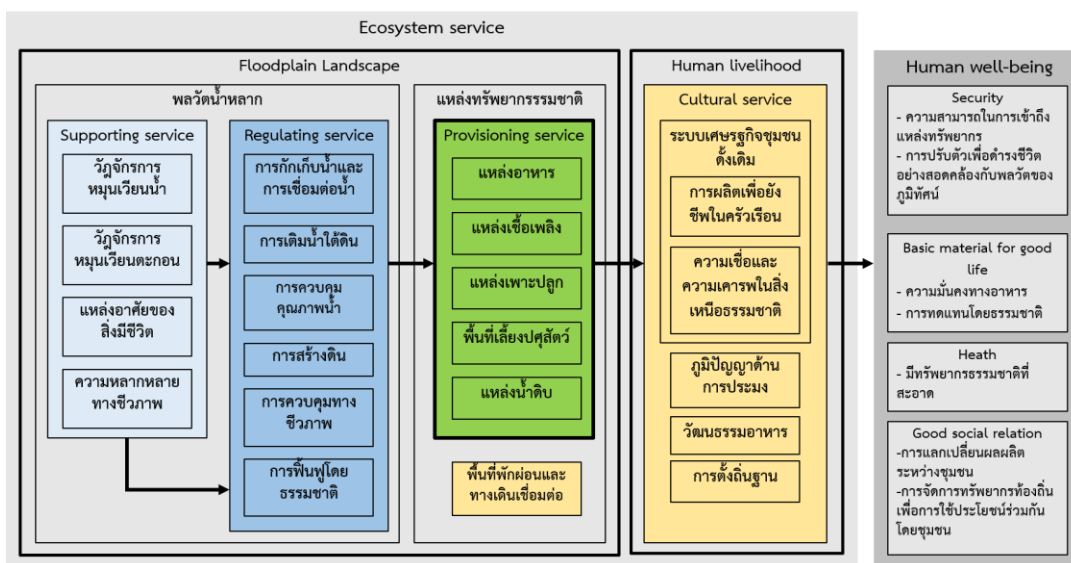 Ecosystem service
Floodplain Landscape
พลวัตน้ำหลาก
Supporting service
วัฏจักรการ
หมุนเวียนน้ำ
วัฎจักรการ
หมุนเวียนตะกอน
แหล่งอาศัยของ
สิ่งมีชีวิต
ความหลากหลาย
ทางชีวภาพ
Regulating service
การกักเก็บน้ำและ
การเชื่อมต่อน้ำ
การเติมน้ำใต้ดิน
การควบคุม
คุณภาพน้ำ
การสร้างดิน
การควบคุมทาง
ชีวภาพ
การฟื้นฟูโดย
ธรรมชาติ
แหล่งทรัพยากรรมชาติ
Provisioning service
แหล่งอาหาร
แหล่งเชื้อเพลิง
แหล่งเพาะปลูก
พื้นที่เลี้ยงปศุสัตว์
แหล่งน้ำดิบ
พื้นที่พักผ่อนและ
ทางเดินเชื่อมต่อ
Human livelihood
Cultural service
ระบบเศรษฐกิจชุมชน
ดั้งเดิม
การผลิตเพื่อยัง
ชีพในครัวเรือน
ความเชื่อและ
ความเคารพในสิ่ง
เหนือธรรมชาติ
ภูมิปัญญาด้าน
การประมง
วัฒนธรรมอาหาร
การตั้งถิ่นฐาน
Human well-being
Security
- ความสามารถในการเข้าถึง
แหล่งทรัพยากร
- การปรับตัวเพื่อดำรงชีวิต
อย่างสอดคล้องกับพลวัตของ
ภูมิทัศน์
Basic material for good
life
- ความมั่นคงทางอาหาร
- การทดแทนโดยธรรมชาติ
Heath
- มีทรัพยากรธรรมชาติที่
สะอาด
Good social relation
-การแลกเปลี่ยนผลผลิต
ระหว่างชุมชน
-การจัดการทรัพยากรท้องถิ่น
เพื่อการใช้ประโยชน์ร่วมกัน
โดยชุมชน